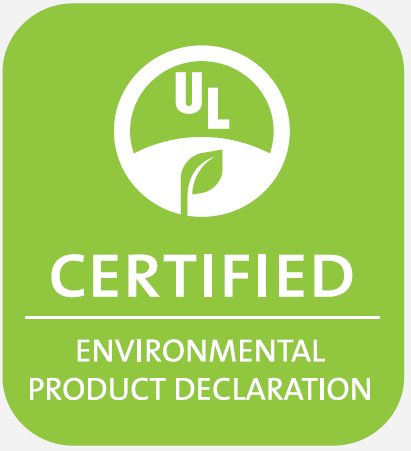 UL
CERTIFIED
ENVIRONMENTAL
PRODUCT DECLARATION